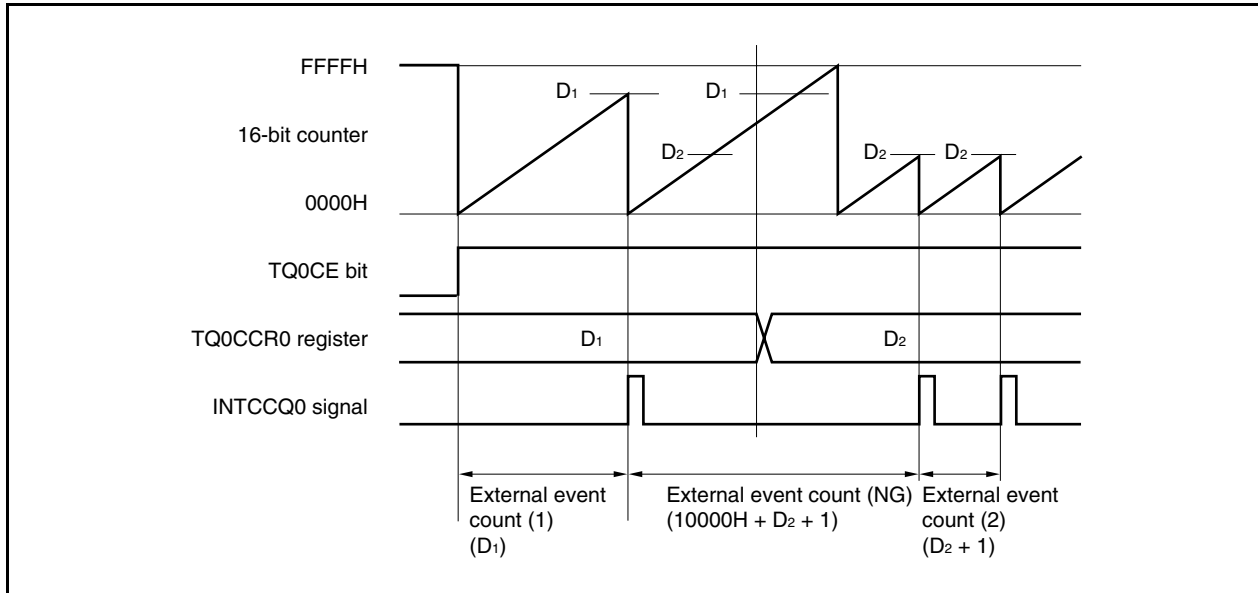 FFFFH
D1
D1
16-bit counter
D2
D2
D2
0000H
TQ0CE bit
TQ0CCR0 register
D1
D2
INTCCQ0 signal
External event
count (1)
(D1)
External event count (NG)
(10000H + D2 + 1)
External event
count (2)
(D2 + 1)